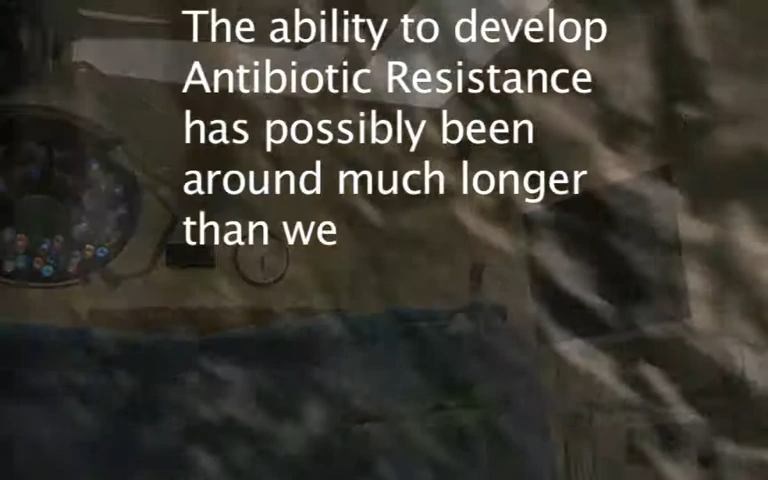 The ability to develop
Antibiotic Resistance
has possibly been
around much longer
than we